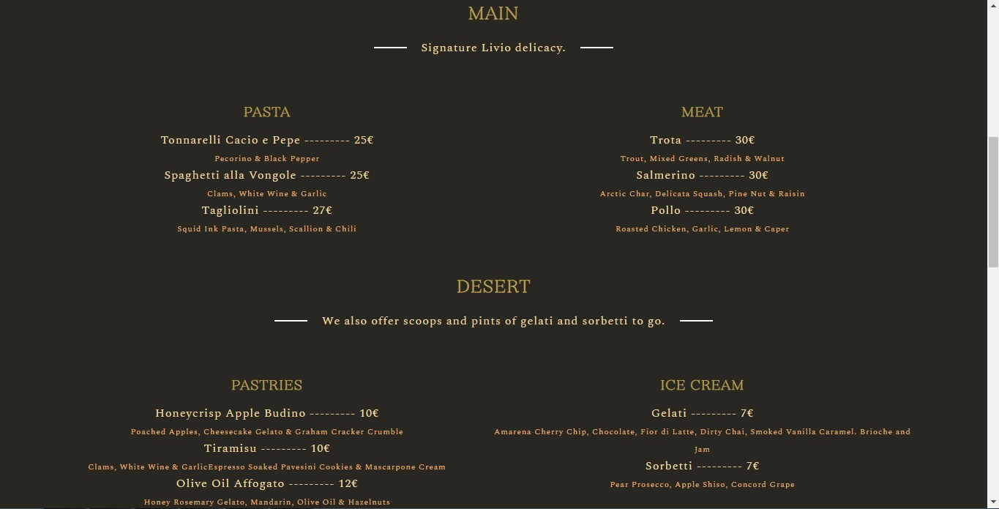 MAIN
Signature Livio delicacy.
PASTA
Tonnarelli Cacio e Pepe --------- 25€
Pecorino & Black Pepper
Spaghetti alla Vongole --------- 25€
Clams, White Wine & Garlic
Tagliolini --------- 27€
Squid Ink Pasta, Mussels, Scallion & Chili
MEAT
Trota --------- 30€
Trout, Mixed Greens, Radish & Walnut
Salmerino --------- 30€
Arctic Char, Delicata Squash, Pine Nut & Raisin
Pollo --------- 30€
Roasted Chicken, Garlic, Lemon & Caper
DESERT
We also offer scoops and pints of gelati and sorbetti to go.
PASTRIES
Honeycrisp Apple Budino --------- 10€
Poached Apples, Cheesecake Gelato & Graham Cracker Crumble
Tiramisu --------- 10€
Clams, White Wine & GarlicEspresso Soaked Pavesini Cookies & Mascarpone Cream
Olive Oil Affogato --------- 12€
Honey Rosemary Gelato, Mandarin, Olive Oil & Hazelnuts
ICE CREAM
Gelati --------- 7€
Amarena Cherry Chip, Chocolate, Fior di Latte, Dirty Chai, Smoked Vanilla Caramel. Brioche and
Jam
Sorbetti --------- 7€
Pear Prosecco, Apple Shiso, Concord Grape